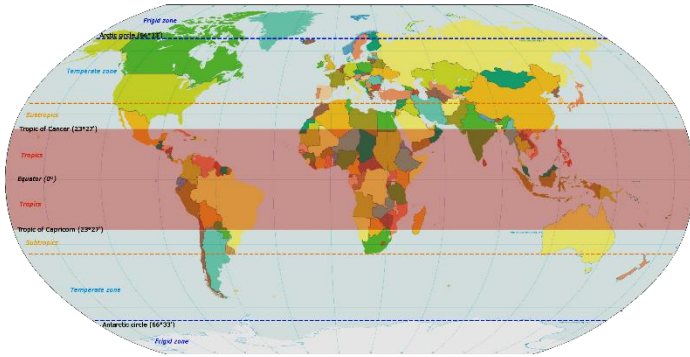 Frigid zone
Arctic circle (66°33')
Temperate zone
Subtropics
Tropic of Cancer (23°27')
Tropics
Equator (0°)
Tropics
Tropic of Capricorn (23°27')
Subtropics
Temperate zone
Antarctic circle (66°33')
Frigid zone